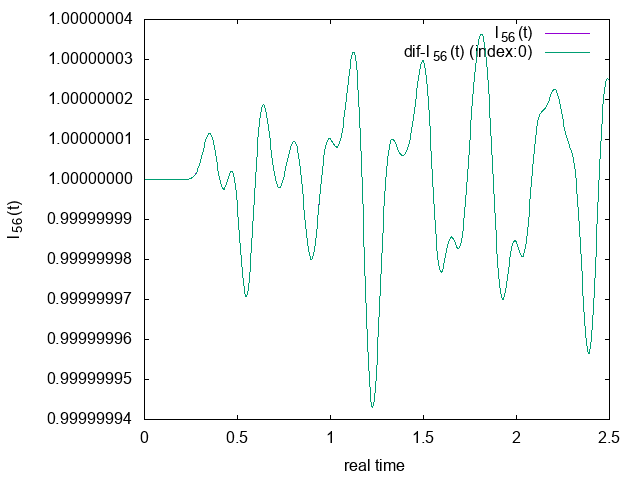 1.00000004
1.00000003
1.00000002
1.00000001
1.00000000
0.99999999
0.99999998
0.99999997
0.99999996
0.99999995
0.99999994
I56(t)
dif-I56(t) (index:0)
I56(t)
0 0.5 1 1.5 2 2.5
real time